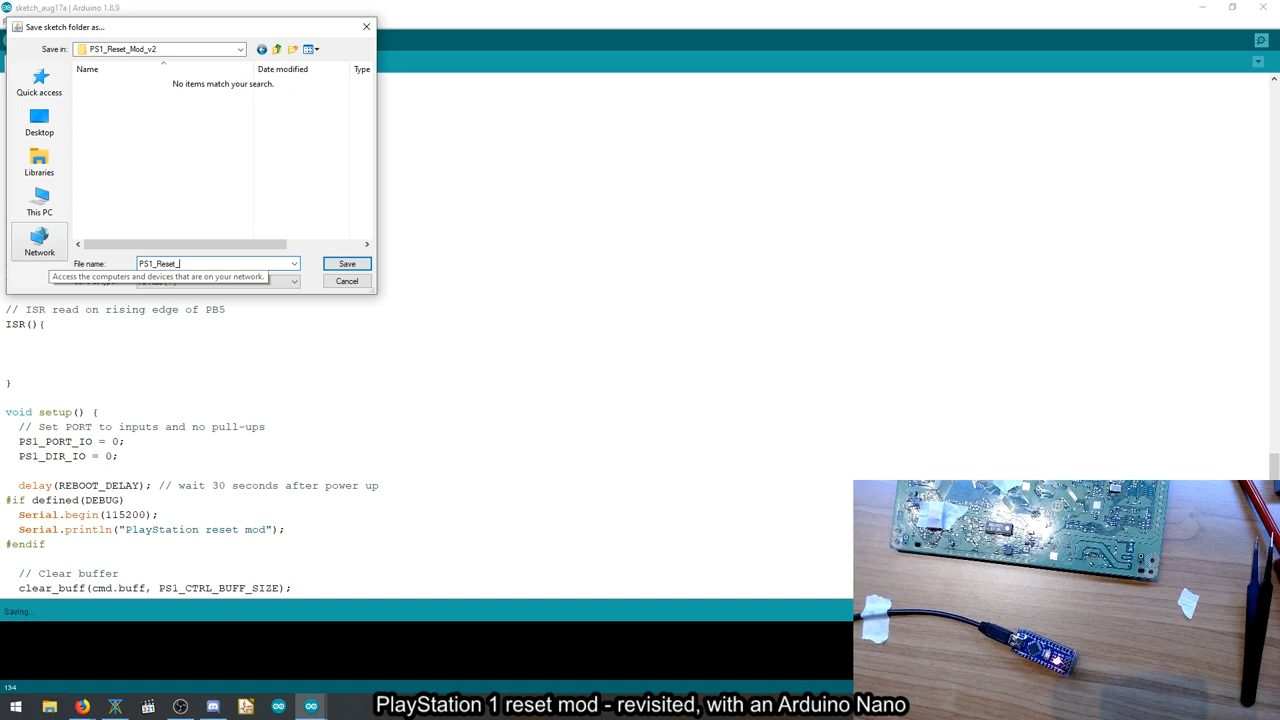 sketch_aug17a | Arduino 1.8.9
Save sketch folder as...
Save in:
PS1_Reset_Mod_v2
Name
Date modified
Type
No items match your search.
Quick access
Desktop
Libraries
This PC
Network
File name:
PS1_Reset_
Save
Access the computers and devices that are on your network.
Cancel
// ISR read on rising edge of PB5
ISR(){
}
void setup() {
// Set PORT to inputs and no pull-ups
PS1_PORT_IO = 0;
PS1_DIR_IO = 0;
delay(REBOOT_DELAY); // wait 30 seconds after power up
#if defined(DEBUG)
Serial.begin(115200);
Serial.println("PlayStation reset mod");
#endif
// Clear buffer
clear_buff(cmd.buff, PS1_CTRL_BUFF_SIZE);
Saving...
134
PlayStation 1 reset mod - revisited, with an Arduino Nano